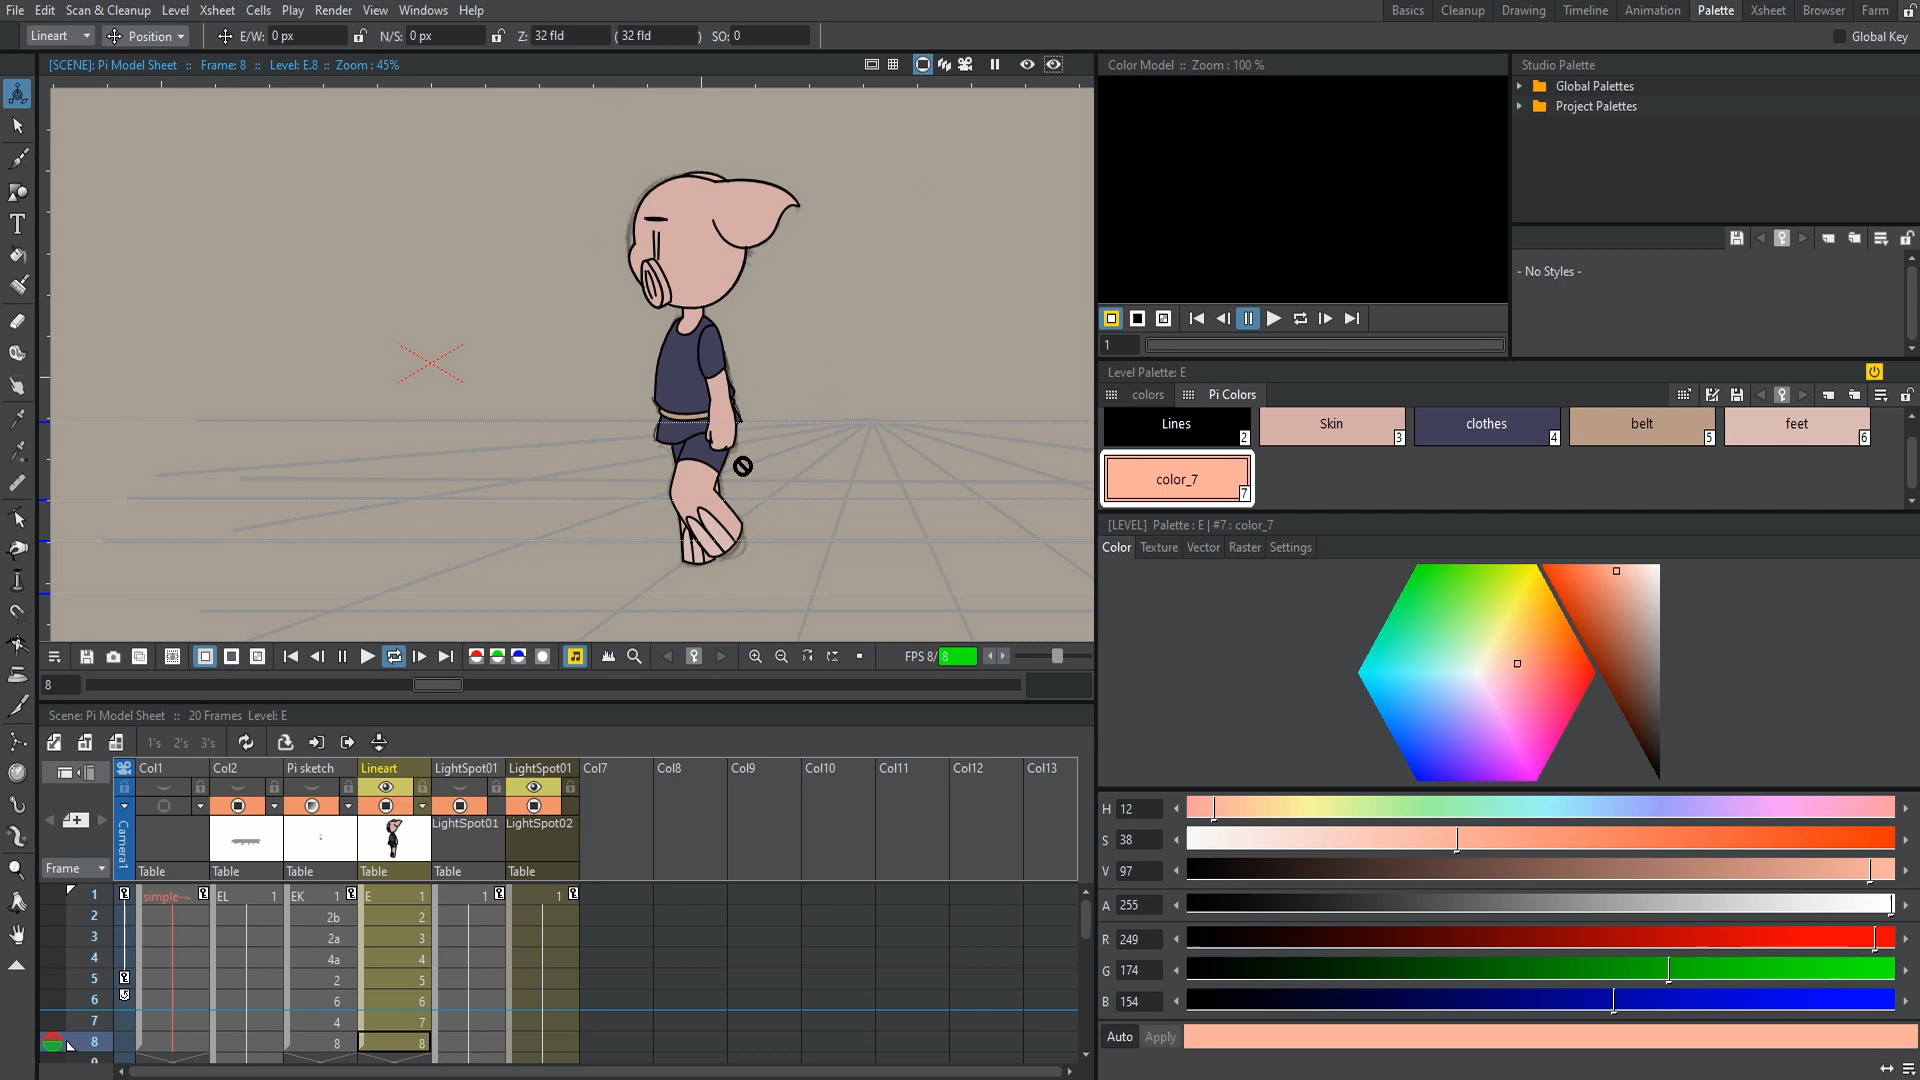 File Edit Scan & Cleanup Level Xsheet Cells Play Render View Windows Help
Basics Cleanup Drawing Timeline Animation Palette Xsheet Browser Farm
Lineart Position E/W: 0 px N/S: 0 px Z: 32 fld ( 32 fld ) SO: 0
Global Key
[SCENE]: Pi Model Sheet :: Frame: 8 :: Level: E.8 :: Zoom : 45%
Color Model :: Zoom : 100 %
Studio Palette
Global Palettes
Project Palettes
- No Styles -
1
Level Palette: E
colors Pi Colors
Lines 2 Skin 3 clothes 4 belt 5 feet 6
color_7 7
[LEVEL] Palette : E | #7 : color_7
Color Texture Vector Raster Settings
FPS 8/ 8
8
Scene: Pi Model Sheet :: 20 Frames Level: E
1's 2's 3's
Col1 Col2 Pi sketch Lineart LightSpot01 LightSpot01 Col7 Col8 Col9 Col10 Col11 Col12 Col13
Camera1
LightSpot01 LightSpot02
Frame Table Table Table Table Table Table
1 simple-~ EL 1 EK 1 E 1 1 1
2 2b 2
3 2a 3
4 4a 4
5 2 5
6 6 6
7 4 7
8 8 8
9
H 12
S 38
V 97
A 255
R 249
G 174
B 154
Auto Apply